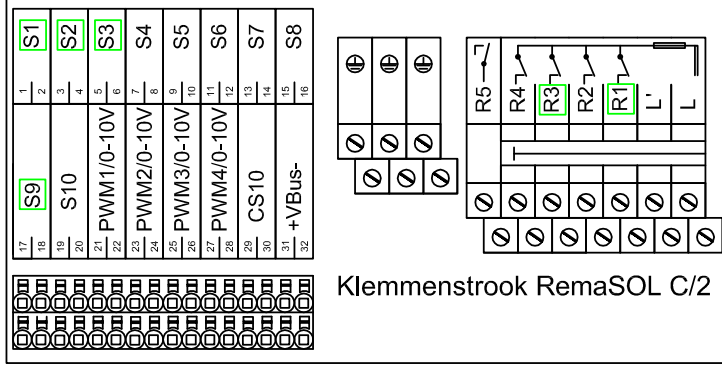 S1 S2 S3 S4 S5 S6 S7 S8
1 2 3 4 5 6 7 8 9 10 11 12 13 14 15 16
S9 S10 PWM1/0-10V PWM2/0-10V PWM3/0-10V PWM4/0-10V CS10 +VBus-
17 18 19 20 21 22 23 24 25 26 27 28 29 30 31 32
R5 R4 R3 R2 R1 L' L
Klemmenstrook RemaSOL C/2